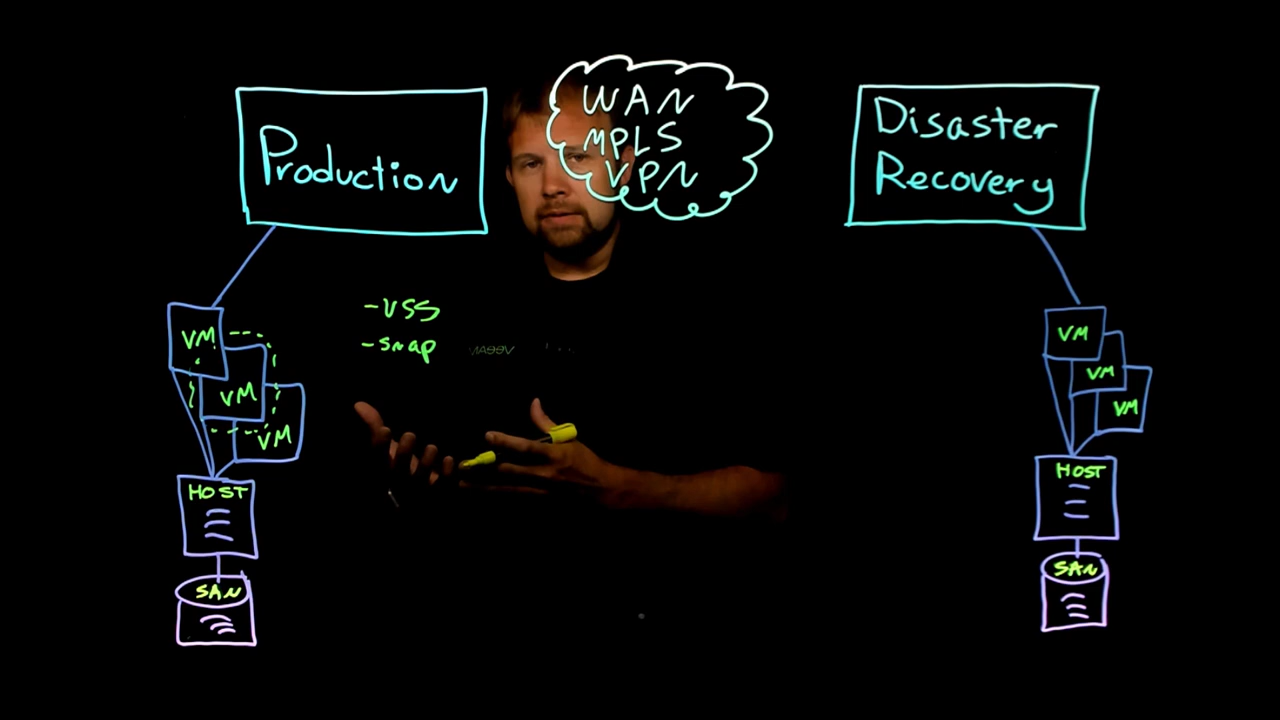 Production
WAN
MPLS
VPN
Disaster
Recovery
-VSS
-snap
VM
VM
VM
HOST
SAN
VM
VM
VM
HOST
SAN